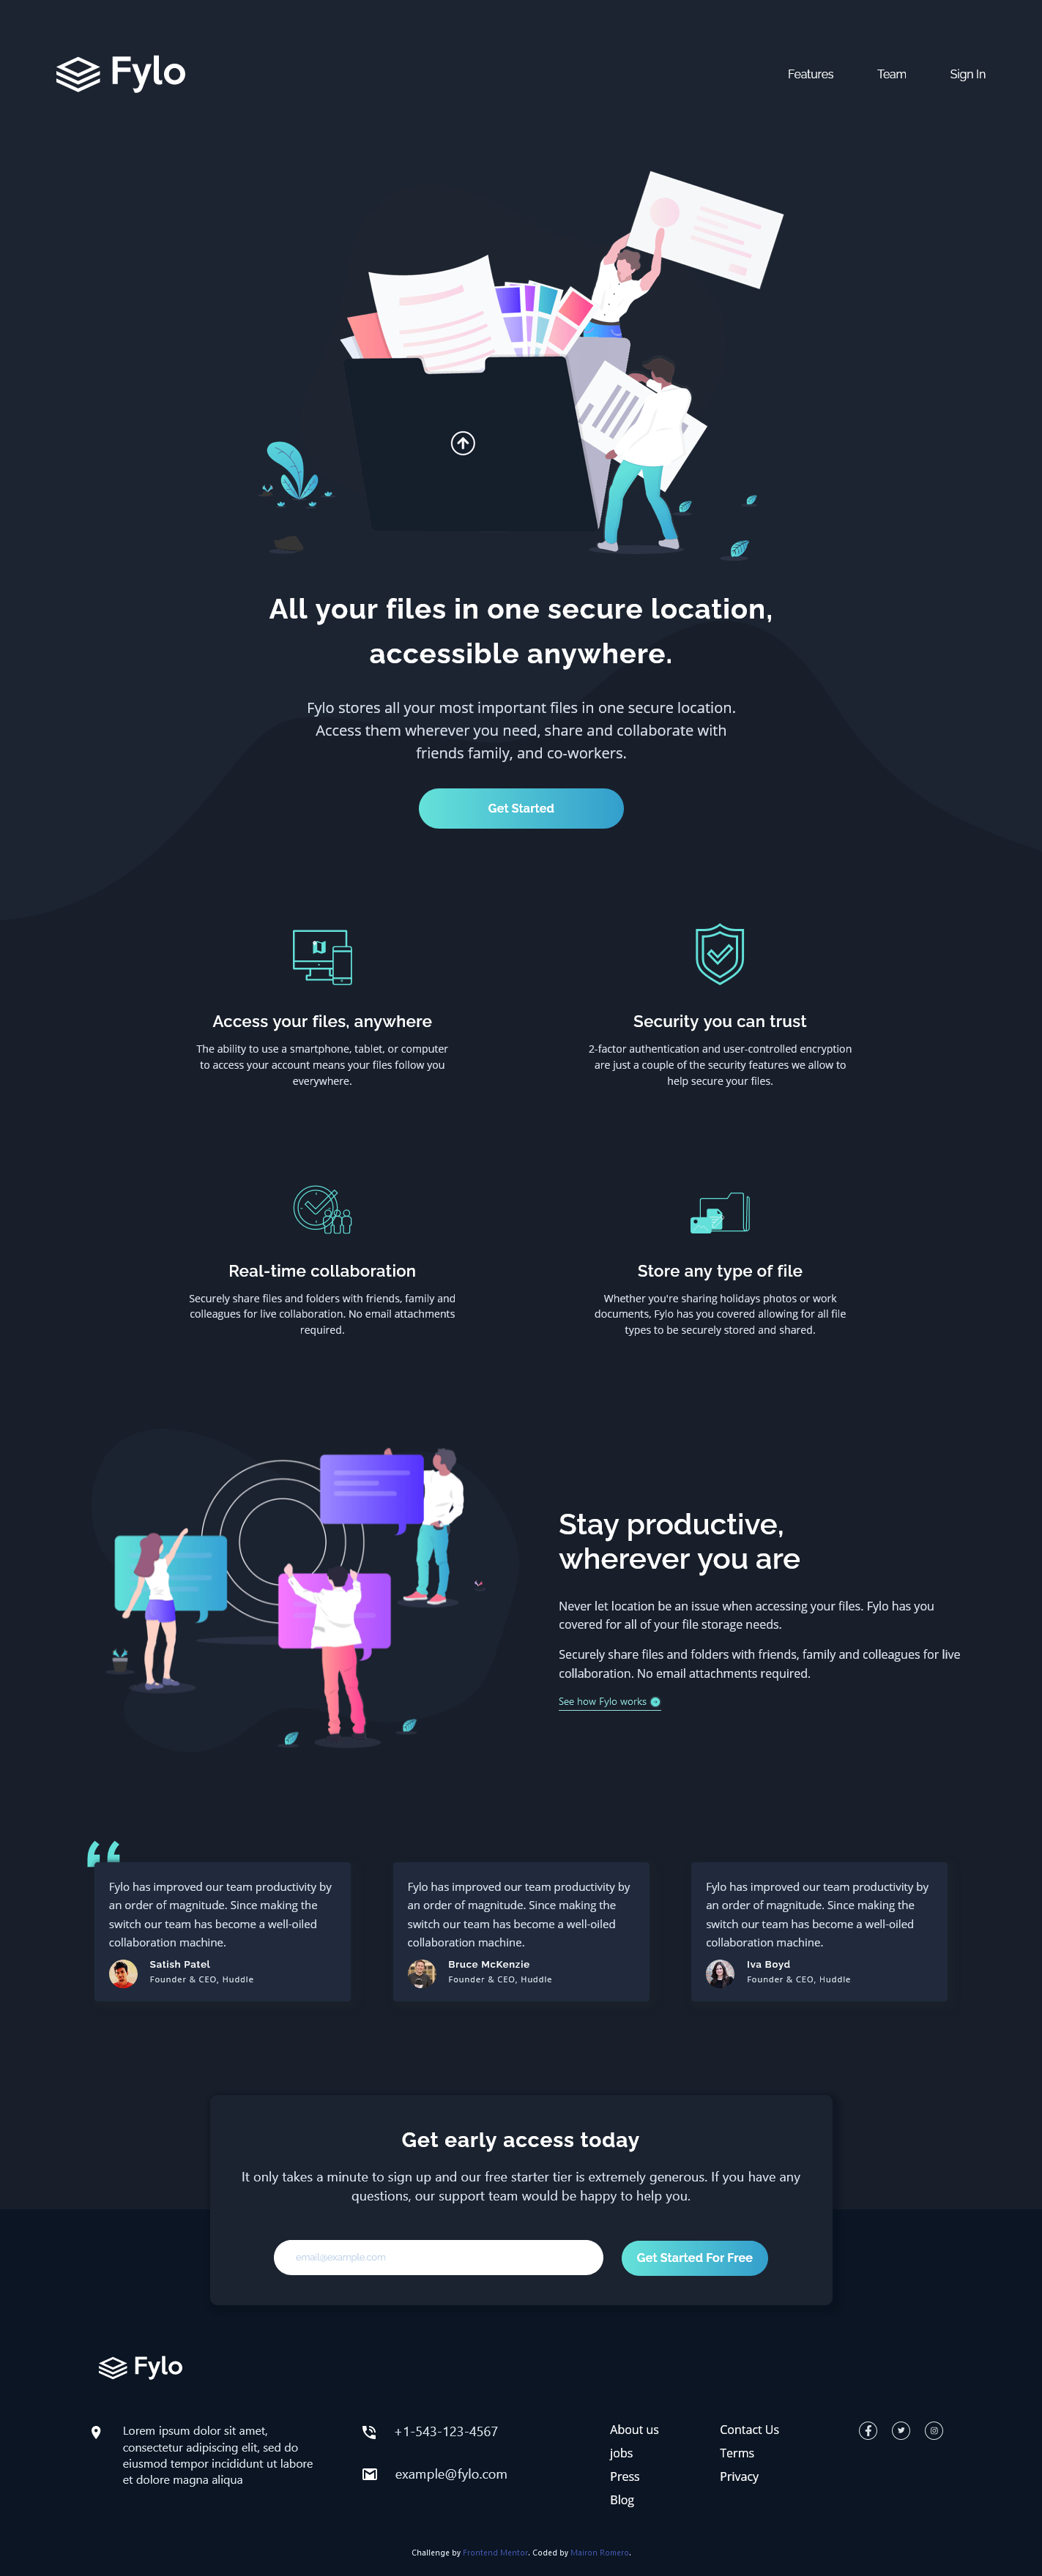 Fylo
Features
Team
Sign In
All your files in one secure location,
accessible anywhere.
Fylo stores all your most important files in one secure location.
Access them wherever you need, share and collaborate with
friends family, and co-workers.
Get Started
Access your files, anywhere
The ability to use a smartphone, tablet, or computer
to access your account means your files follow you
everywhere.
Security you can trust
2-factor authentication and user-controlled encryption
are just a couple of the security features we allow to
help secure your files.
Real-time collaboration
Securely share files and folders with friends, family and
colleagues for live collaboration. No email attachments
required.
Store any type of file
Whether you're sharing holidays photos or work
documents, Fylo has you covered allowing for all file
types to be securely stored and shared.
Stay productive,
wherever you are
Never let location be an issue when accessing your files. Fylo has you
covered for all of your file storage needs.
Securely share files and folders with friends, family and colleagues for live
collaboration. No email attachments required.
See how Fylo works
Fylo has improved our team productivity by
an order of magnitude. Since making the
switch our team has become a well-oiled
collaboration machine.
Satish Patel
Founder & CEO, Huddle
Fylo has improved our team productivity by
an order of magnitude. Since making the
switch our team has become a well-oiled
collaboration machine.
Bruce McKenzie
Founder & CEO, Huddle
Fylo has improved our team productivity by
an order of magnitude. Since making the
switch our team has become a well-oiled
collaboration machine.
Iva Boyd
Founder & CEO, Huddle
Get early access today
It only takes a minute to sign up and our free starter tier is extremely generous. If you have any
questions, our support team would be happy to help you.
email@example.com
Get Started For Free
Fylo
Lorem ipsum dolor sit amet,
consectetur adipiscing elit, sed do
eiusmod tempor incididunt ut labore
et dolore magna aliqua
+1-543-123-4567
example@fylo.com
About us
jobs
Press
Blog
Contact Us
Terms
Privacy
Challenge by Frontend Mentor. Coded by Mairon Romero.